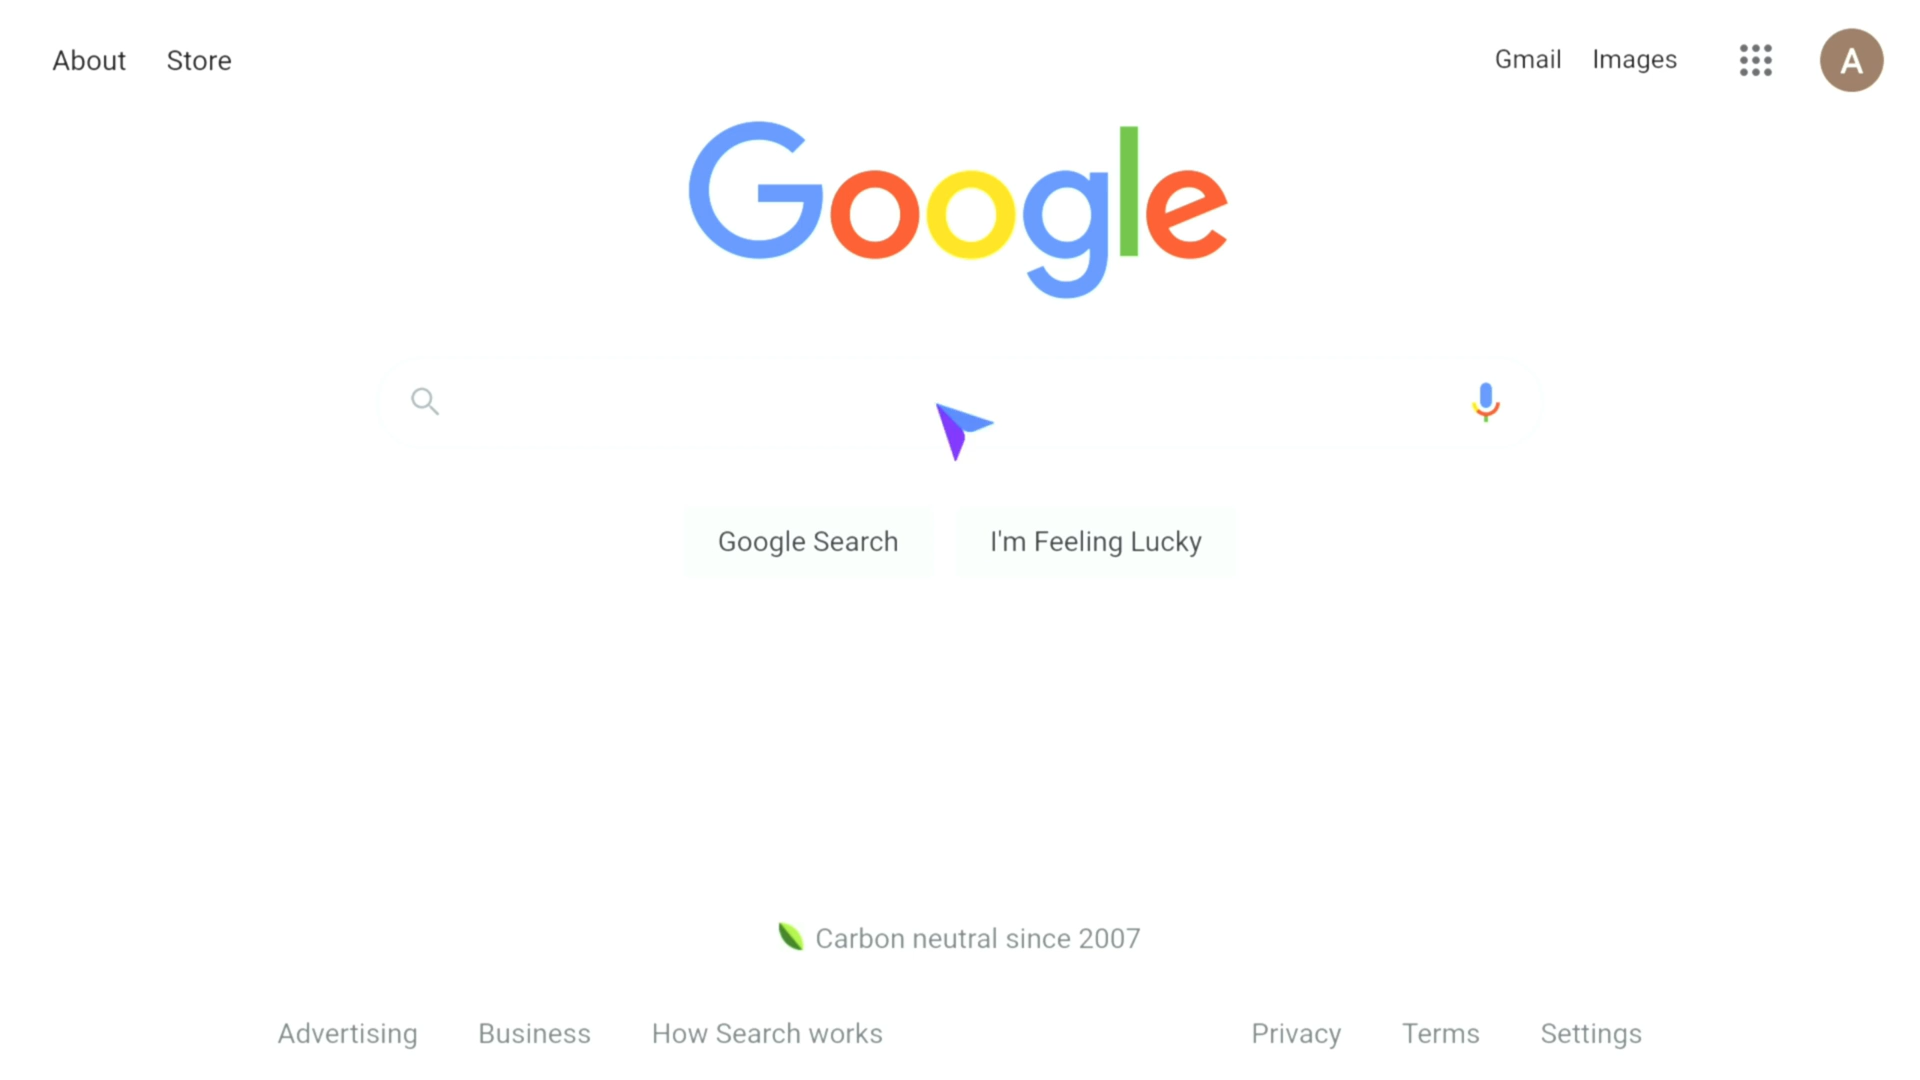 About Store Gmail Images A
Google
Google Search I'm Feeling Lucky
Carbon neutral since 2007
Advertising Business How Search works Privacy Terms Settings